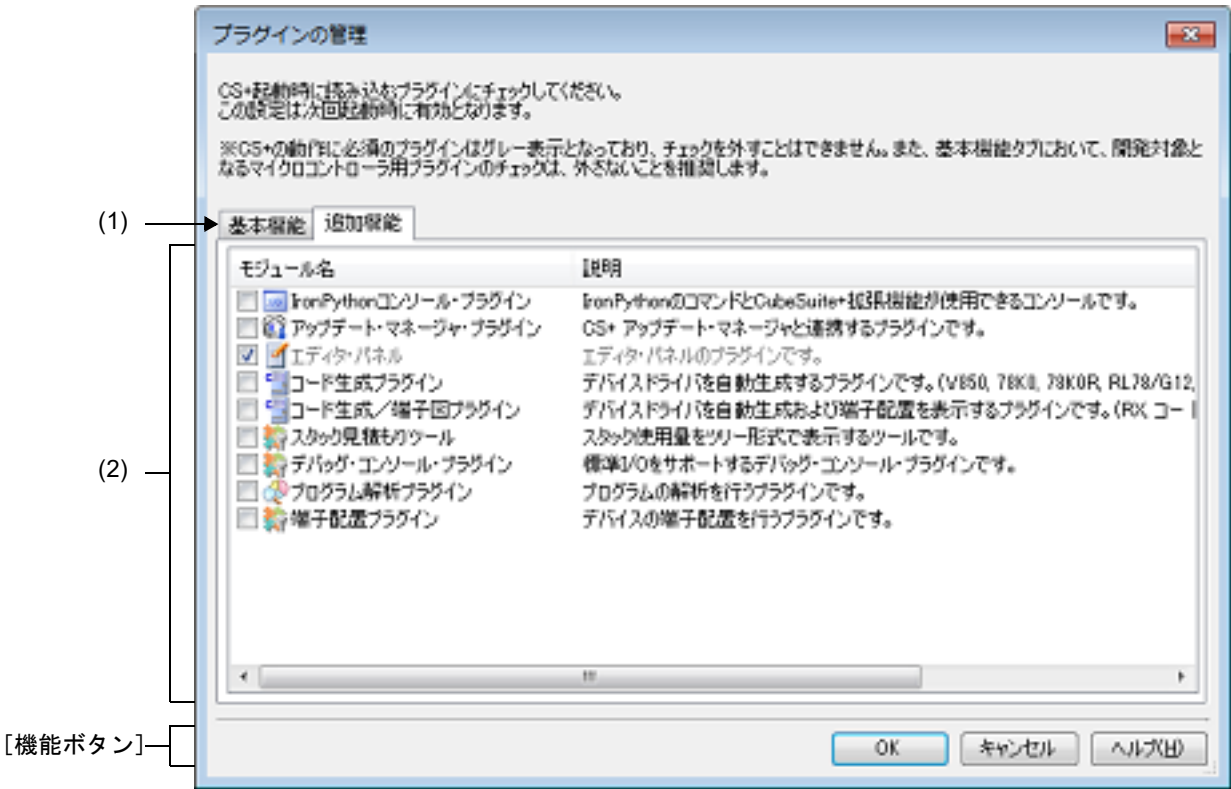 プラグインの管理
CS+起動時に読み込むプラグインにチェックしてください。
この設定は次回起動時に有効となります。
※CS+の動作に必須のプラグインはグレー表示となっており、チェックを外すことはできません。また、基本機能タブにおいて、開発対象と
なるマイクロコントローラ用プラグインのチェックは、外さないことを推奨します。
(1)
基本機能 追加機能
モジュール名 説明
IronPythonコンソール・プラグイン IronPythonのコマンドとCubeSuite+拡張機能が使用できるコンソールです。
アップデート・マネージャ・プラグイン CS+ アップデート・マネージャと連携するプラグインです。
エディタ・パネル エディタ・パネルのプラグインです。
コード生成プラグイン デバイスドライバを自動生成するプラグインです。(V850, 78K0, 78K0R, RL78/G12,
コード生成／端子図プラグイン デバイスドライバを自動生成および端子配置を表示するプラグインです。(RX, コー
スタック見積もりツール スタック使用量をツリー形式で表示するツールです。
(2)
デバッグ・コンソール・プラグイン 標準I/Oをサポートするデバッグ・コンソール・プラグインです。
プログラム解析プラグイン プログラムの解析を行うプラグインです。
端子配置プラグイン デバイスの端子配置を行うプラグインです。
[機能ボタン]
OK キャンセル ヘルプ(H)